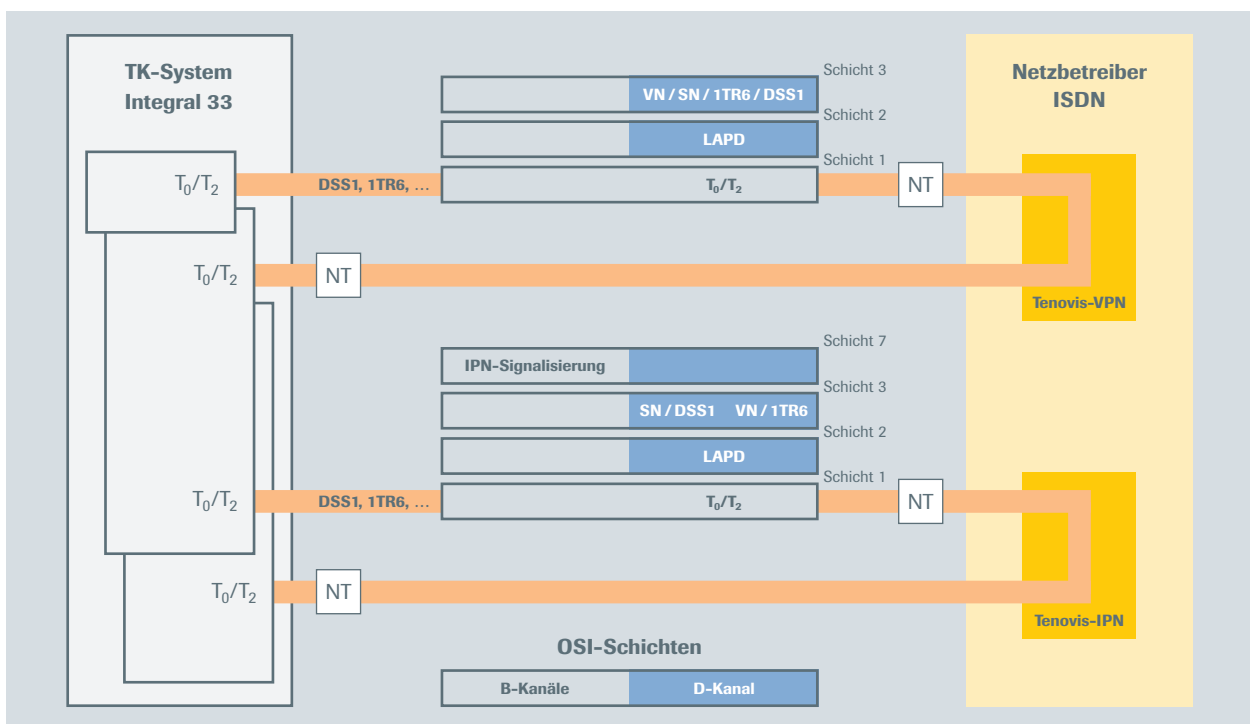 TK-System
Integral 33
Netzbetreiber
ISDN
Schicht 3
VN / SN / 1TR6 / DSS1
Schicht 2
LAPD
Schicht 1
T0/T2
DSS1, 1TR6, …
T0/T2
NT
T0/T2
NT
Tenovis-VPN
Schicht 7
IPN-Signalisierung
Schicht 3
SN / DSS1 VN / 1TR6
Schicht 2
LAPD
Schicht 1
T0/T2
DSS1, 1TR6, …
T0/T2
NT
T0/T2
NT
Tenovis-IPN
OSI-Schichten
B-Kanäle
D-Kanal